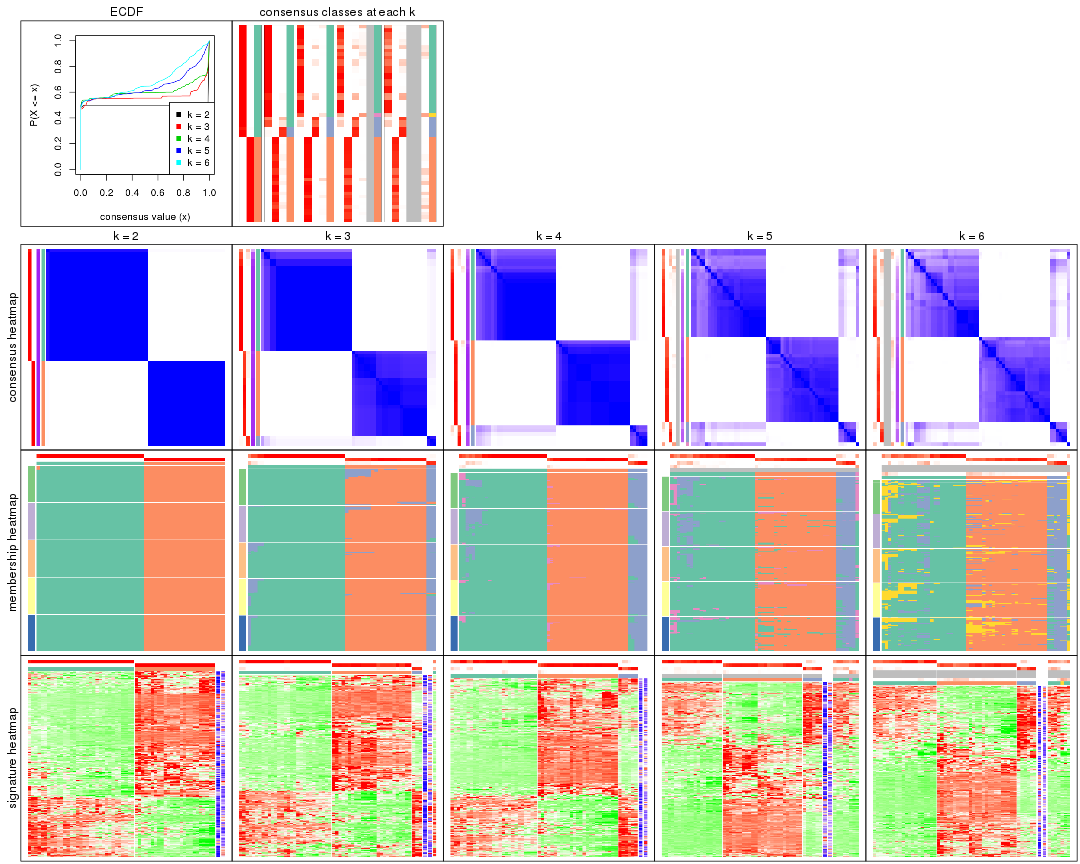 ECDF
consensus classes at each k
P(X <= x)
1.0
0.8
0.6
0.4
0.2
0.0
k = 2
k = 3
k = 4
k = 5
k = 6
0.0 0.2 0.4 0.6 0.8 1.0
consensus value (x)
k = 2
k = 3
k = 4
k = 5
k = 6
consensus heatmap
membership heatmap
signature heatmap